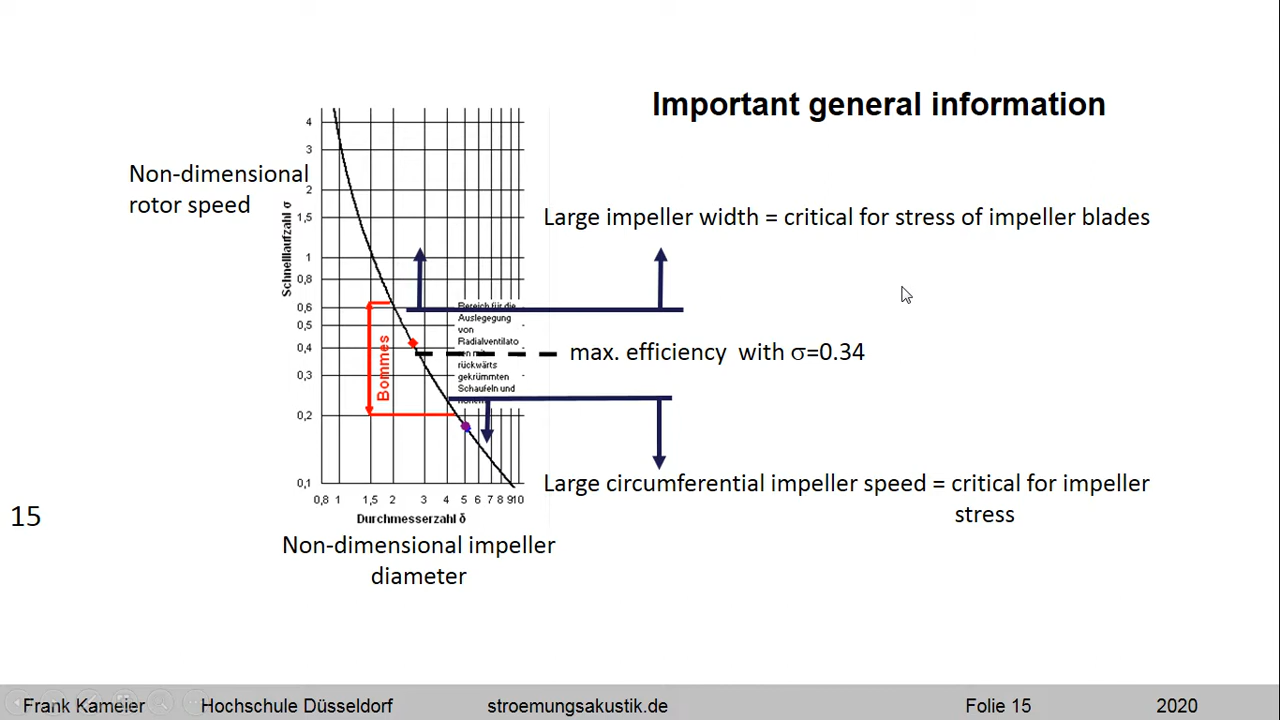 Important general information
Non-dimensional
rotor speed
Schnelllaufzahl σ
4
3
2
1,5
1
0,8
0,6
0,5
0,4
0,3
0,2
0,1
Large impeller width = critical for stress of impeller blades
Bereich für die
Auslegegung
von
Radialventilato
en mit
rückwärts
gekrümmten
Schaufeln und
Bommes
max. efficiency with σ=0.34
Large circumferential impeller speed = critical for impeller
stress
0,8 1 1,5 2 3 4 5 6 7 8 9 10
Durchmesserzahl δ
Non-dimensional impeller
diameter
15
Frank Kameier Hochschule Düsseldorf stroemungsakustik.de Folie 15 2020